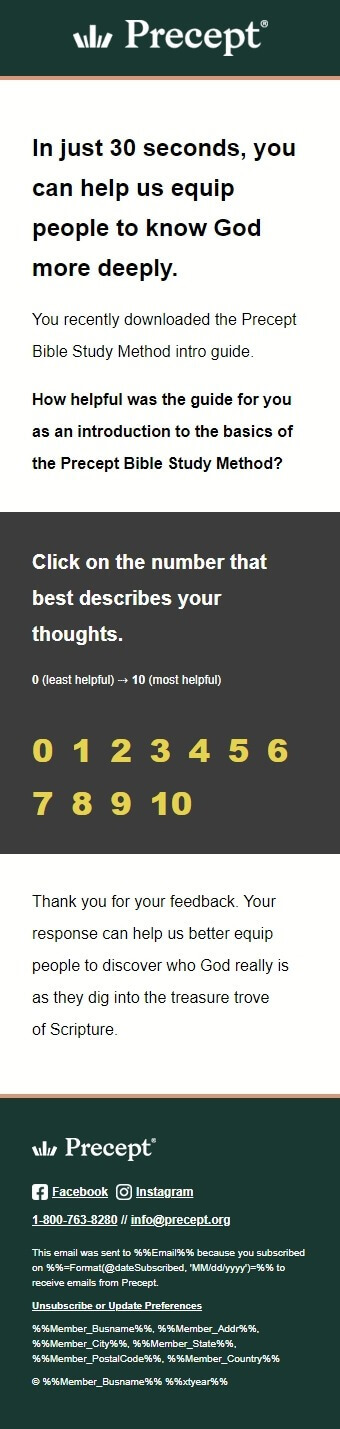 Precept®
In just 30 seconds, you
can help us equip
people to know God
more deeply.
You recently downloaded the Precept
Bible Study Method intro guide.
How helpful was the guide for you
as an introduction to the basics of
the Precept Bible Study Method?
Click on the number that
best describes your
thoughts.
0 (least helpful) → 10 (most helpful)
0 1 2 3 4 5 6
7 8 9 10
Thank you for your feedback. Your
response can help us better equip
people to discover who God really is
as they dig into the treasure trove
of Scripture.
Precept®
Facebook Instagram
1-800-763-8280 // info@precept.org
This email was sent to %%Email%% because you subscribed
on %%=Format(@dateSubscribed, 'MM/dd/yyyy')=%% to
receive emails from Precept.
Unsubscribe or Update Preferences
%%Member_Busname%%, %%Member_Addr%%,
%%Member_City%%, %%Member_State%%,
%%Member_PostalCode%%, %%Member_Country%%
© %%Member_Busname%% %%xtyear%%